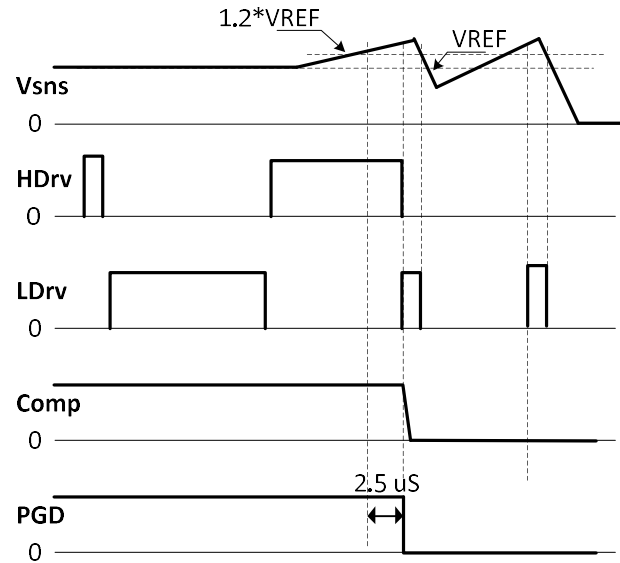 1.2*VREF
VREF
Vsns
0
HDrv
0
LDrv
0
Comp
0
2.5 uS
PGD
0